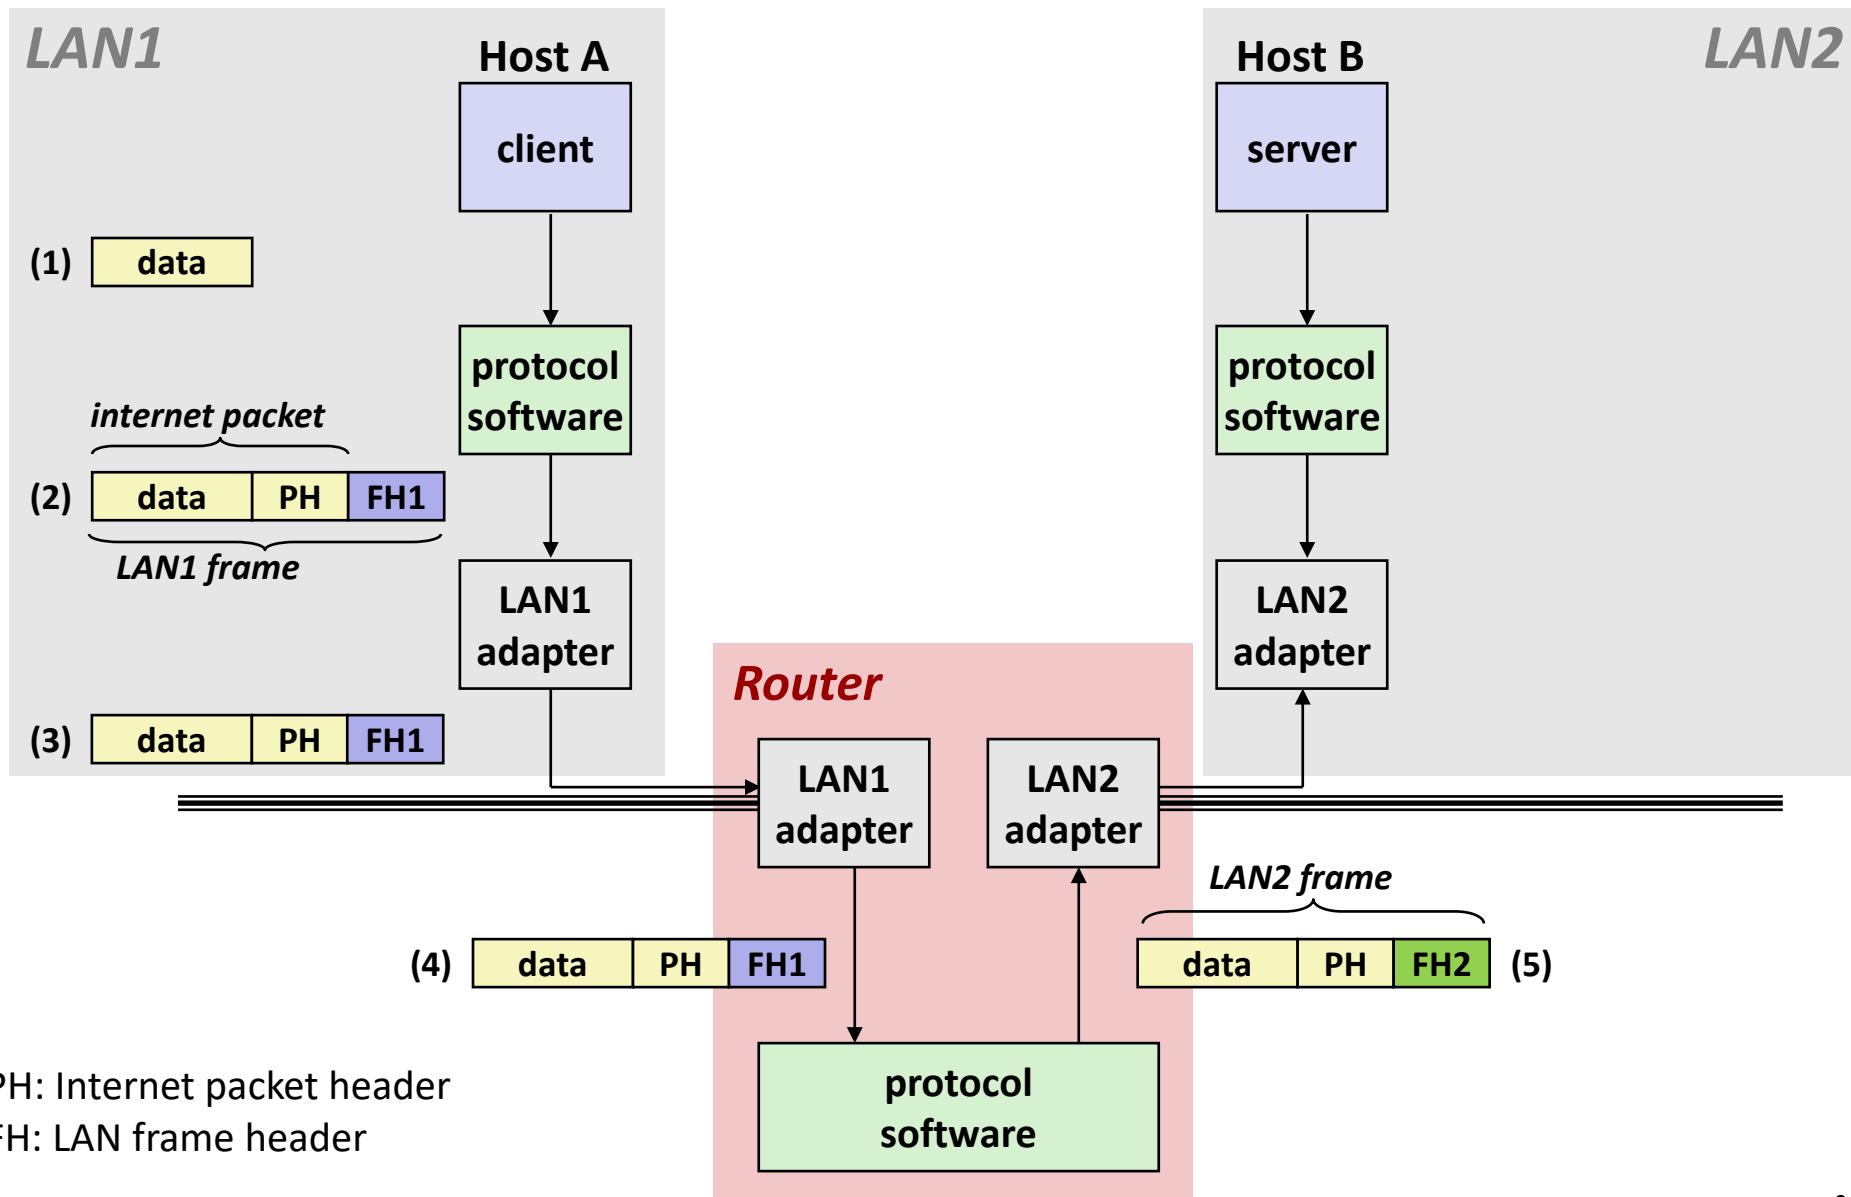 LAN1
Host A
Host B
LAN2
client
server
(1) data
protocol
software
protocol
software
internet packet
(2) data PH FH1
LAN1 frame
LAN1
adapter
LAN2
adapter
Router
(3) data PH FH1
LAN1
adapter
LAN2
adapter
LAN2 frame
(4) data PH FH1
data PH FH2 (5)
protocol
software
PH: Internet packet header
FH: LAN frame header